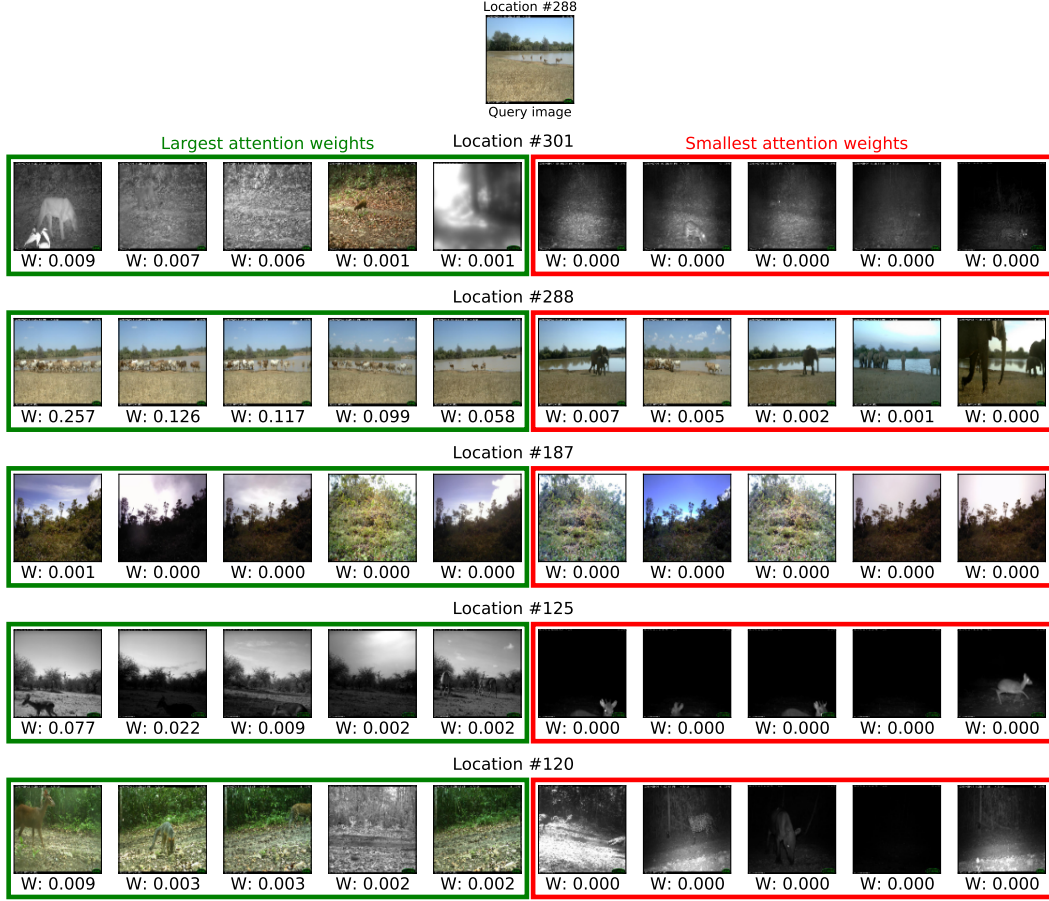 Location #288
Query image
Largest attention weights
Location #301
Smallest attention weights
W: 0.009 W: 0.007 W: 0.006 W: 0.001 W: 0.001 W: 0.000 W: 0.000 W: 0.000 W: 0.000 W: 0.000
Location #288
W: 0.257 W: 0.126 W: 0.117 W: 0.099 W: 0.058 W: 0.007 W: 0.005 W: 0.002 W: 0.001 W: 0.000
Location #187
W: 0.001 W: 0.000 W: 0.000 W: 0.000 W: 0.000 W: 0.000 W: 0.000 W: 0.000 W: 0.000 W: 0.000
Location #125
W: 0.077 W: 0.022 W: 0.009 W: 0.002 W: 0.002 W: 0.000 W: 0.000 W: 0.000 W: 0.000 W: 0.000
Location #120
W: 0.009 W: 0.003 W: 0.003 W: 0.002 W: 0.002 W: 0.000 W: 0.000 W: 0.000 W: 0.000 W: 0.000